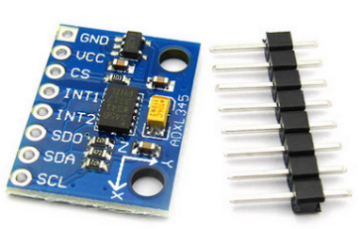 GND
VCC
CS
INT1
INT2
SDO
SDA
SCL
ADXL345
Z
Y
X